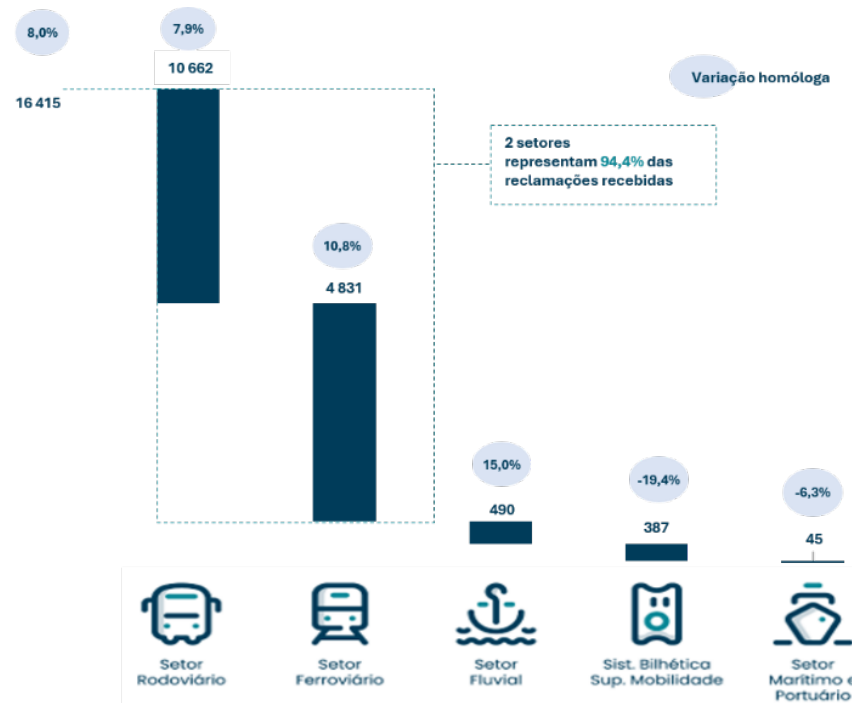 8,0%
7,9%
10 662
Variação homóloga
16 415
2 setores
representam 94,4% das
reclamações recebidas
10,8%
4 831
15,0%
-19,4%
-6,3%
490
387
45
Setor
Rodoviário
Setor
Ferroviário
Setor
Fluvial
Sist. Bilhética
Sup. Mobilidade
Setor
Marítimo e
Portuário